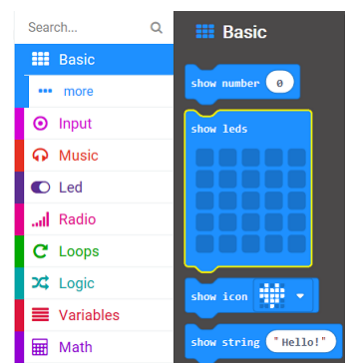 Search...
Basic
more
Input
Music
Led
Radio
Loops
Logic
Variables
Math
Basic
show number 0
show leds
show icon
show string "Hello!"